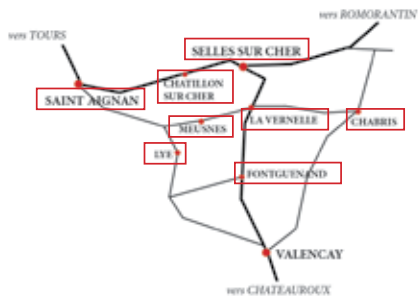 vers ROMORANTIN
vers TOURS
SELLES SUR CHER
CHATILLON
SUR CHER
SAINT AIGNAN
LA VERNELLE
CHABRIS
MEUSNES
LYE
FONTGUENAND
VALENCAY
vers CHATEAUROUX